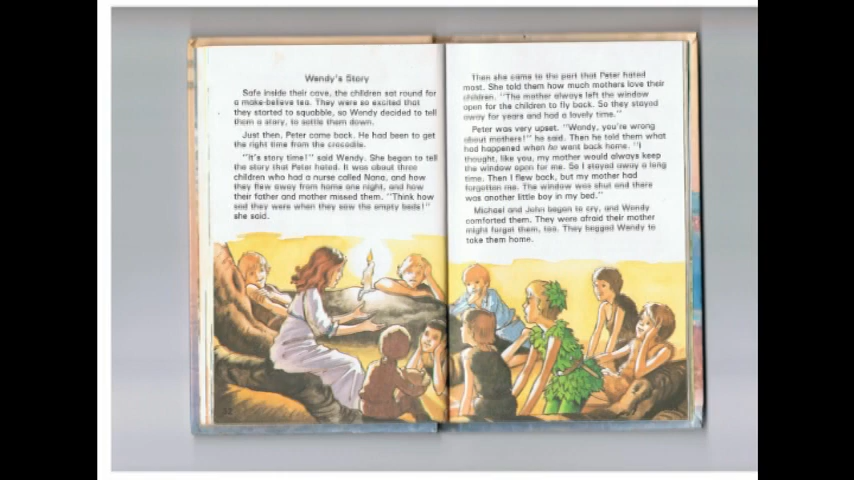 Wendy's Story
Safe inside their cave, the children sat round for
a make-believe tea. They were so excited that
they started to squabble, so Wendy decided to tell
them a story, to settle them down.
Just then, Peter came back. He had been to get
the right time from the crocodile.
"It's story time!" said Wendy. She began to tell
the story that Peter hated. It was about three
children who had a nurse called Nana, and how
they flew away from home one night, and how
their father and mother missed them. "Think how
sad they were when they saw the empty beds!"
she said.
22
Then she came to the part that Peter hated
most. She told them how much mothers love their
children. "The mother always left the window
open for the children to fly back. So they stayed
away for years and had a lovely time."
Peter was very upset. "Wendy, you're wrong
about mothers!" he said. Then he told them what
had happened when he went back home. "I
thought, like you, my mother would always keep
the window open for me. So I stayed away a long
time. Then I flew back, but my mother had
forgotten me. The window was shut and there
was another little boy in my bed."
Michael and John began to cry, and Wendy
comforted them. They were afraid their mother
might forget them, too. They begged Wendy to
take them home.